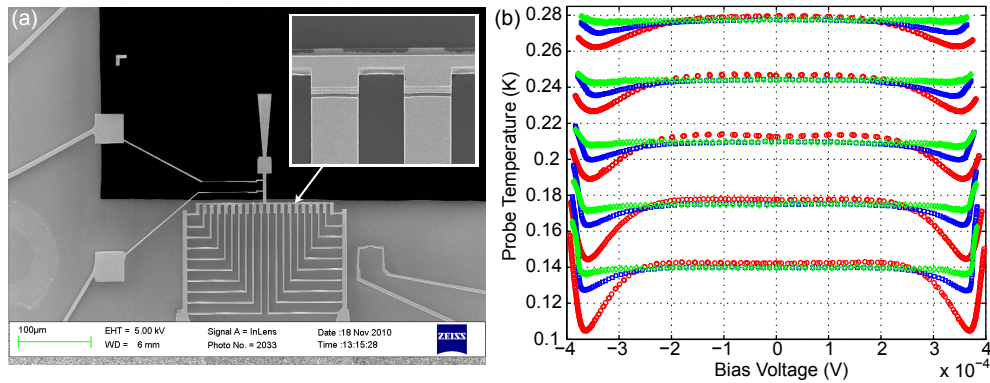 (a)
100µm
EHT = 5.00 kV
WD = 6 mm
Signal A = InLens
Photo No. = 2033
Date :18 Nov 2010
Time :13:15:28
ZEISS
(b)
Probe Temperature (K)
0.28
0.26
0.24
0.22
0.2
0.18
0.16
0.14
0.12
0.1
−4 −3 −2 −1 0 1 2 3 4
x 10⁻⁴
Bias Voltage (V)